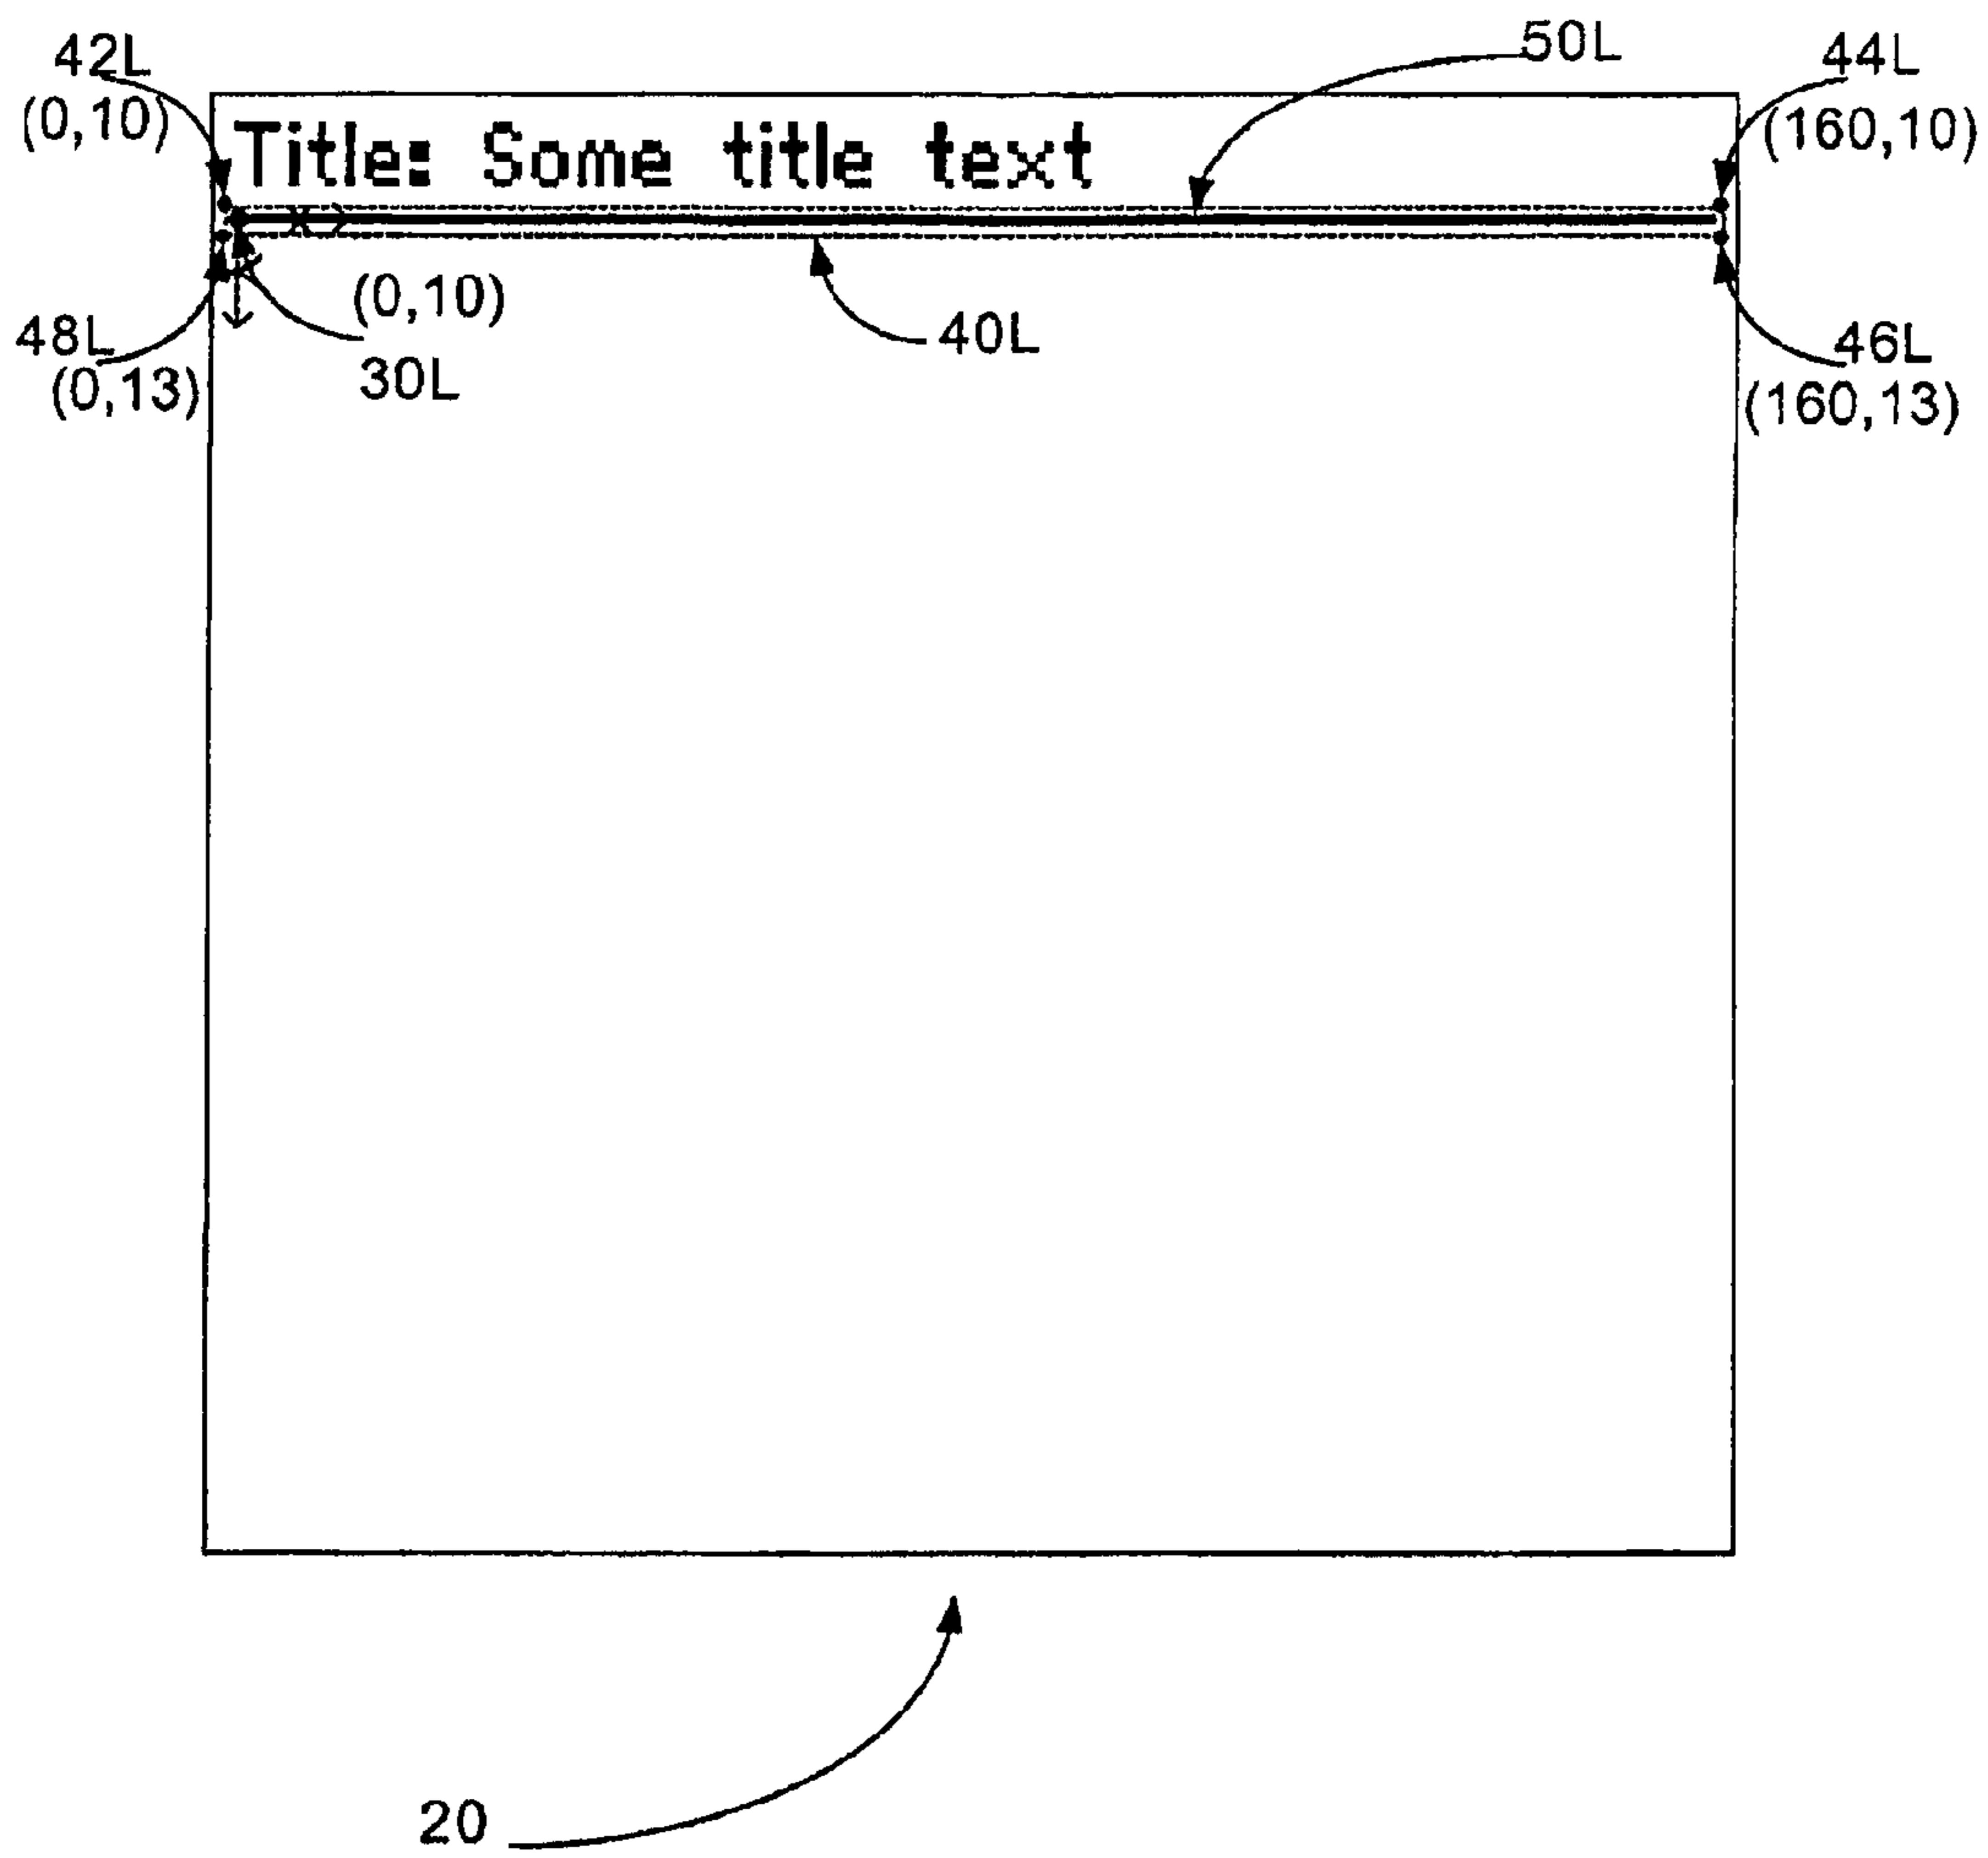 42L
(0,10)
50L
44L
(160,10)
Title: Some title text
48L
(0,13)
(0,10)
30L
40L
46L
(160,13)
20